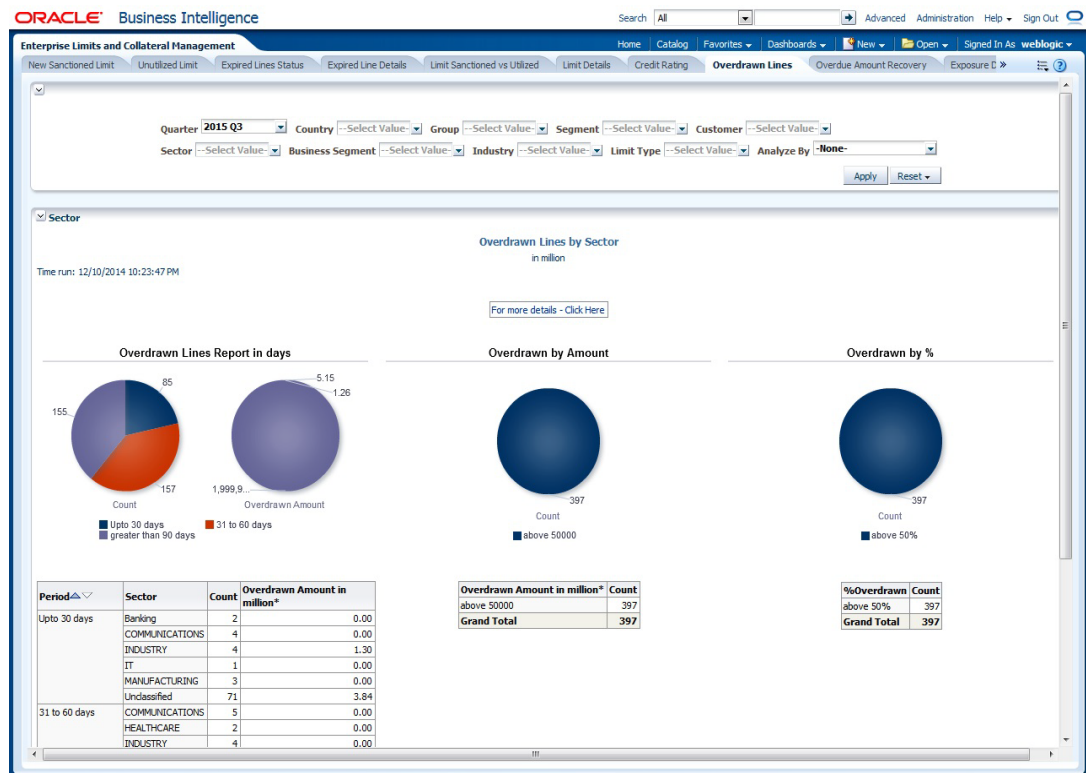 ORACLE Business Intelligence
Search All Advanced Administration Help Sign Out
Enterprise Limits and Collateral Management
Home Catalog Favorites Dashboards New Open Signed In As weblogic
New Sanctioned Limit Unutilized Limit Expired Lines Status Expired Line Details Limit Sanctioned vs Utilized Limit Details Credit Rating Overdrawn Lines Overdue Amount Recovery Exposure D »
Quarter 2015 Q3 Country --Select Value- Group --Select Value- Segment --Select Value- Customer --Select Value-
Sector --Select Value- Business Segment --Select Value- Industry --Select Value- Limit Type --Select Value- Analyze By -None-
Apply Reset
Sector
Overdrawn Lines by Sector
in million
Time run: 12/10/2014 10:23:47 PM
For more details - Click Here
Overdrawn Lines Report in days
85
155
157
Count
5.15
1.26
1,999,9...
Overdrawn Amount
Upto 30 days 31 to 60 days
greater than 90 days
Overdrawn by Amount
397
Count
above 50000
Overdrawn by %
397
Count
above 50%
Period Sector Count Overdrawn Amount in million*
Upto 30 days Banking 2 0.00
COMMUNICATIONS 4 0.00
INDUSTRY 4 1.30
IT 1 0.00
MANUFACTURING 3 0.00
Unclassified 71 3.84
31 to 60 days COMMUNICATIONS 5 0.00
HEALTHCARE 2 0.00
INDUSTRY 4 0.00
Overdrawn Amount in million* Count
above 50000 397
Grand Total 397
%Overdrawn Count
above 50% 397
Grand Total 397